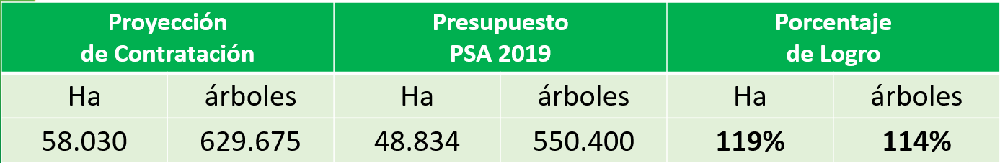 Proyección
de Contratación
Presupuesto
PSA 2019
Porcentaje
de Logro
Ha árboles Ha árboles Ha árboles
58.030 629.675 48.834 550.400 119% 114%